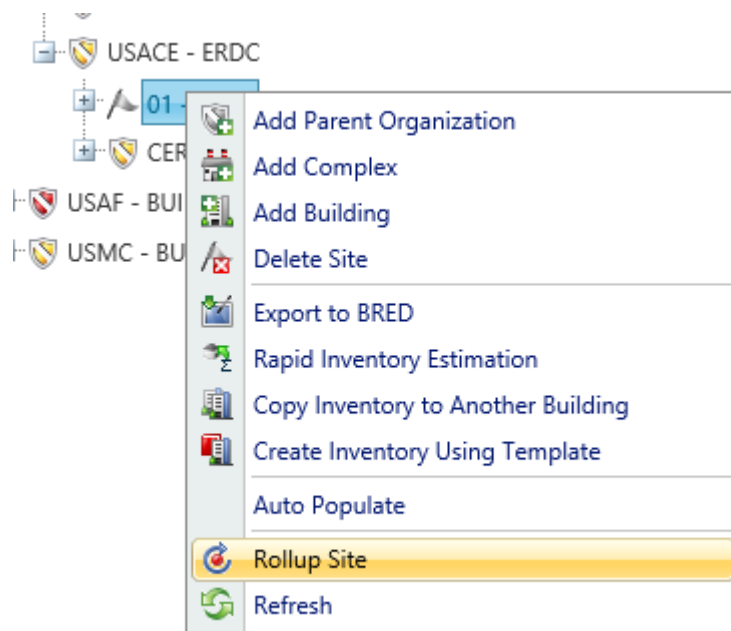 USACE - ERDC
01 -
Add Parent Organization
CER
Add Complex
USAF - BUI
Add Building
USMC - BU
Delete Site
Export to BRED
Rapid Inventory Estimation
Copy Inventory to Another Building
Create Inventory Using Template
Auto Populate
Rollup Site
Refresh